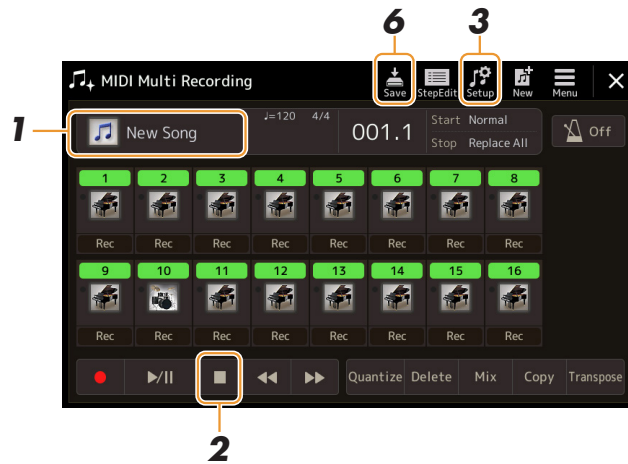 6 3
MIDI Multi Recording
Save StepEdit Setup New Menu
1
New Song
♩=120 4/4
001.1
Start Normal
Stop Replace All
Off
1 2 3 4 5 6 7 8
Rec Rec Rec Rec Rec Rec Rec Rec
9 10 11 12 13 14 15 16
Rec Rec Rec Rec Rec Rec Rec Rec
Quantize Delete Mix Copy Transpose
2